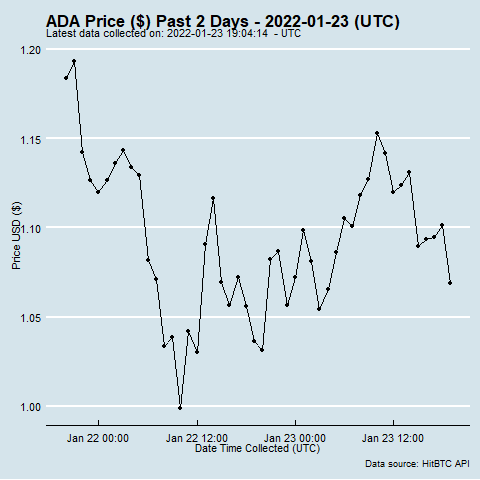 ADA Price ($) Past 2 Days - 2022-01-23 (UTC)
Latest data collected on: 2022-01-23 19:04:14 - UTC
1.20
1.15
1.10
1.05
1.00
Price USD ($)
Jan 22 00:00
Jan 22 12:00
Jan 23 00:00
Jan 23 12:00
Date Time Collected (UTC)
Data source: HitBTC API